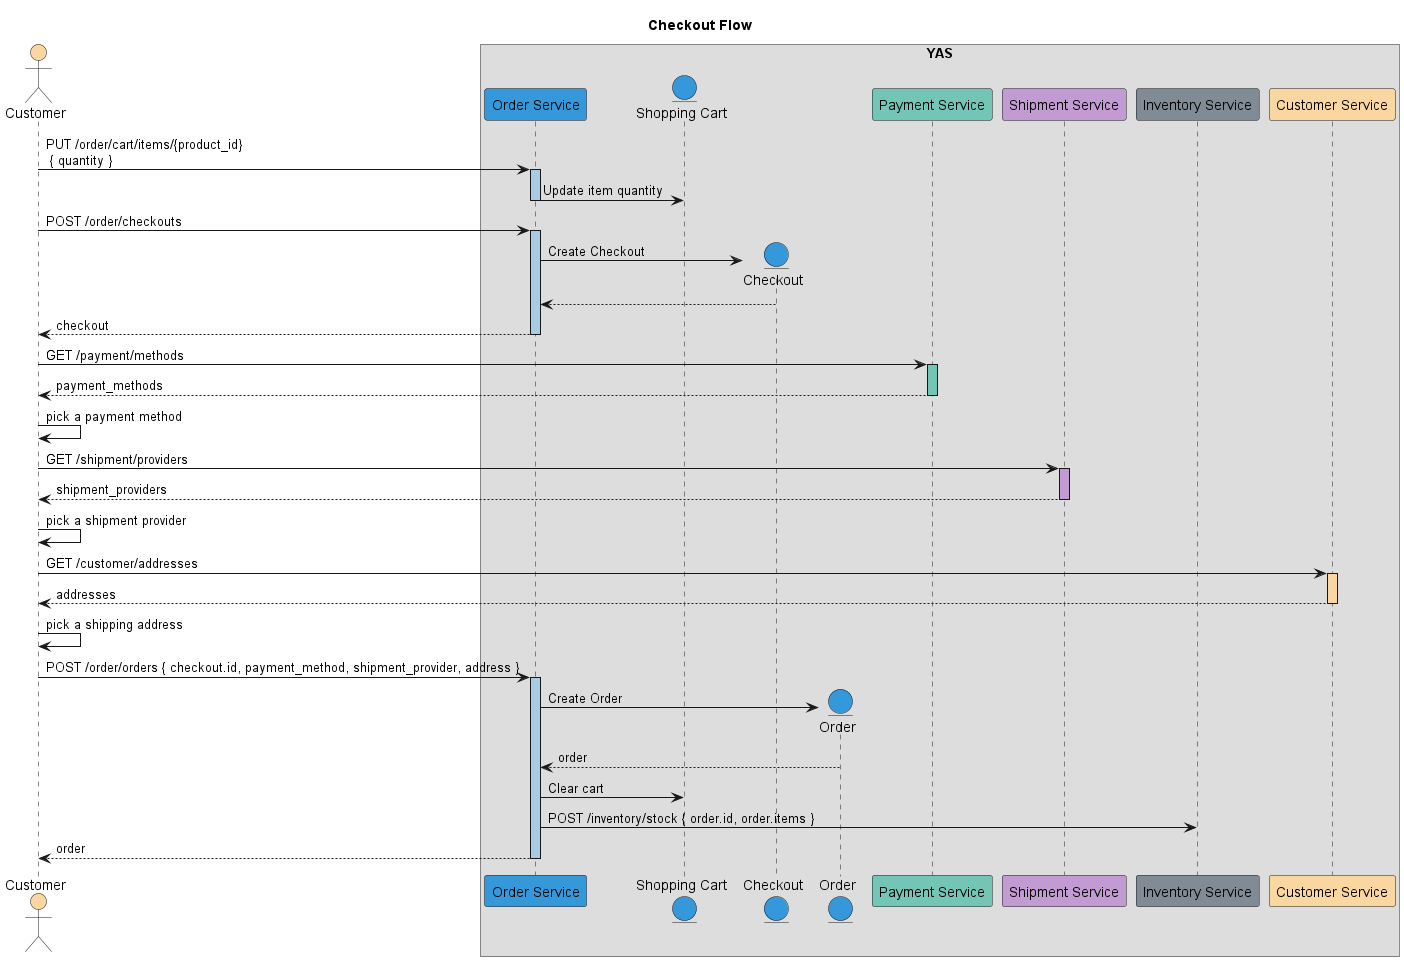 Checkout Flow
YAS
Customer
Order Service
Shopping Cart
Payment Service
Shipment Service
Inventory Service
Customer Service
PUT /order/cart/items/{product_id}
{ quantity }
Update item quantity
POST /order/checkouts
Create Checkout
Checkout
checkout
GET /payment/methods
payment_methods
pick a payment method
GET /shipment/providers
shipment_providers
pick a shipment provider
GET /customer/addresses
addresses
pick a shipping address
POST /order/orders { checkout.id, payment_method, shipment_provider, address }
Create Order
Order
order
Clear cart
POST /inventory/stock { order.id, order.items }
order
Customer
Order Service
Shopping Cart
Checkout
Order
Payment Service
Shipment Service
Inventory Service
Customer Service